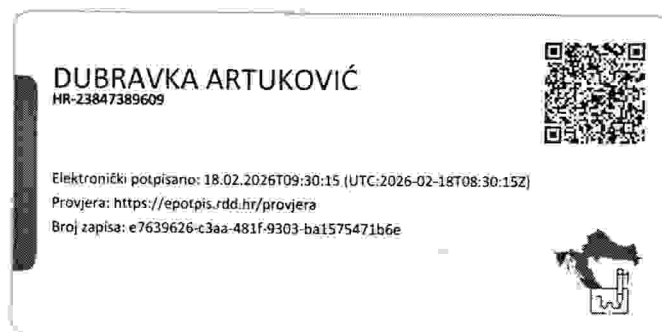 DUBRAVKA ARTUKOVIĆ
HR-23847389609
Elektronički potpisano: 18.02.2026T09:30:15 (UTC:2026-02-18T08:30:15Z)
Provjera: https://epotpis.rdd.hr/provjera
Broj zapisa: e7639626-c3aa-481f-9303-ba1575471b6e